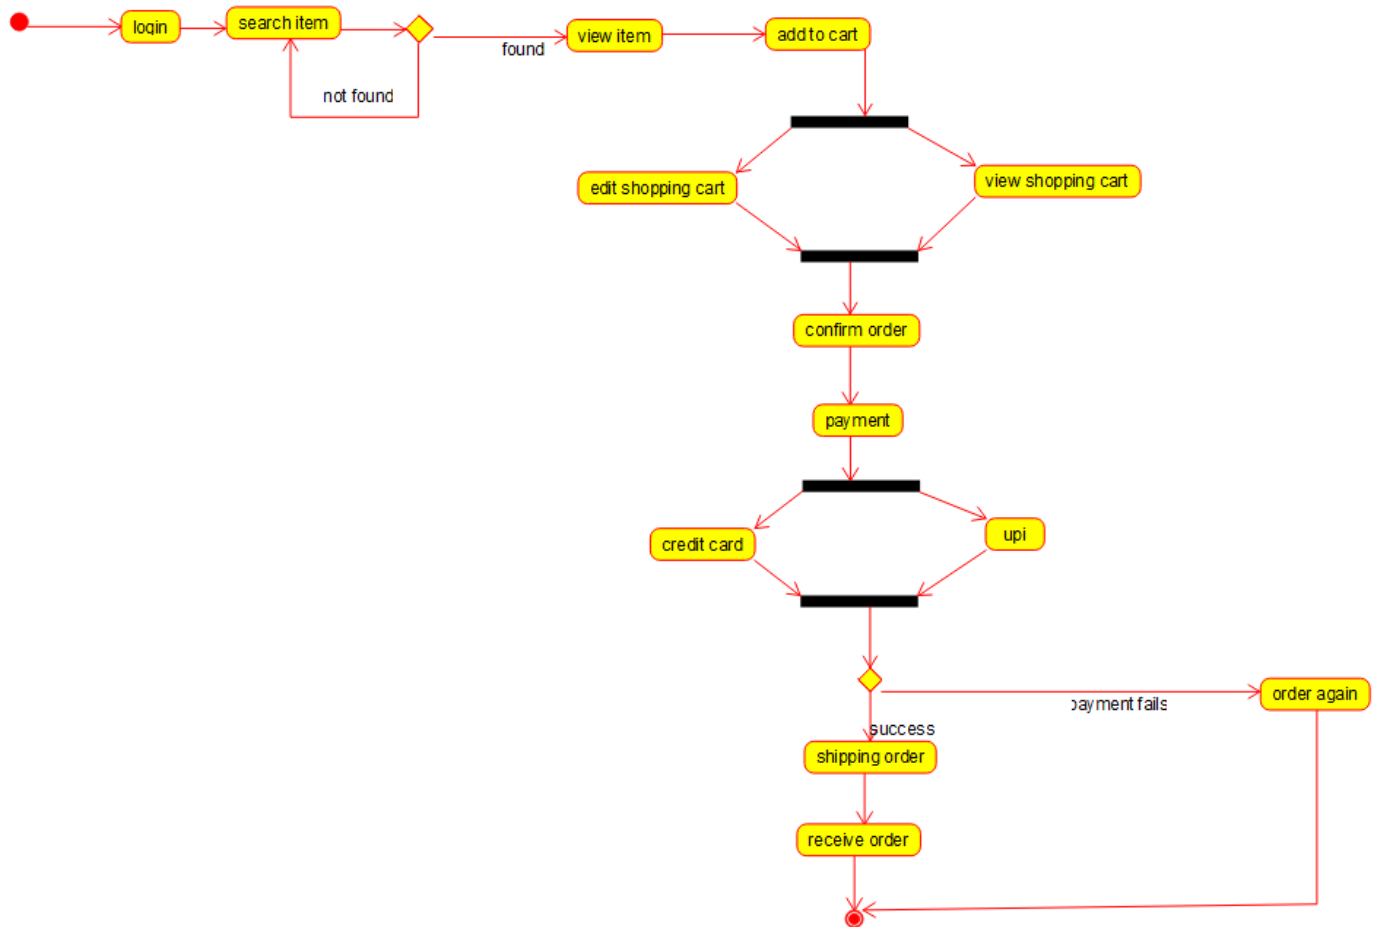 login
search item
found
view item
add to cart
not found
edit shopping cart
view shopping cart
confirm order
payment
credit card
upi
order again
payment fails
success
shipping order
receive order